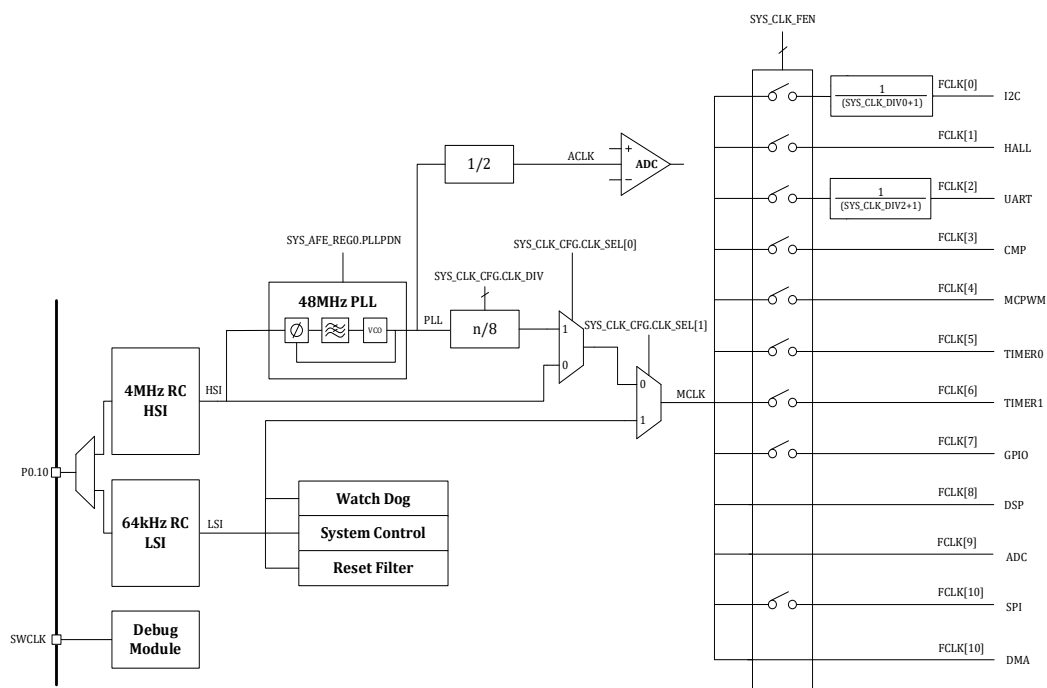 SYS_CLK_FEN
1
(SYS_CLK_DIV0+1)
FCLK[0]
I2C
FCLK[1]
HALL
1
(SYS_CLK_DIV2+1)
FCLK[2]
UART
FCLK[3]
CMP
FCLK[4]
MCPWM
FCLK[5]
TIMER0
FCLK[6]
TIMER1
FCLK[7]
GPIO
FCLK[8]
DSP
FCLK[9]
ADC
FCLK[10]
SPI
FCLK[10]
DMA
1/2
ACLK
+
ADC
−
SYS_AFE_REG0.PLLPDN
SYS_CLK_CFG.CLK_SEL[0]
SYS_CLK_CFG.CLK_DIV
48MHz PLL
Ø
VCO
PLL
n/8
1
0
SYS_CLK_CFG.CLK_SEL[1]
0
1
MCLK
4MHz RC
HSI
HSI
P0.10
64kHz RC
LSI
LSI
Watch Dog
System Control
Reset Filter
SWCLK
Debug
Module